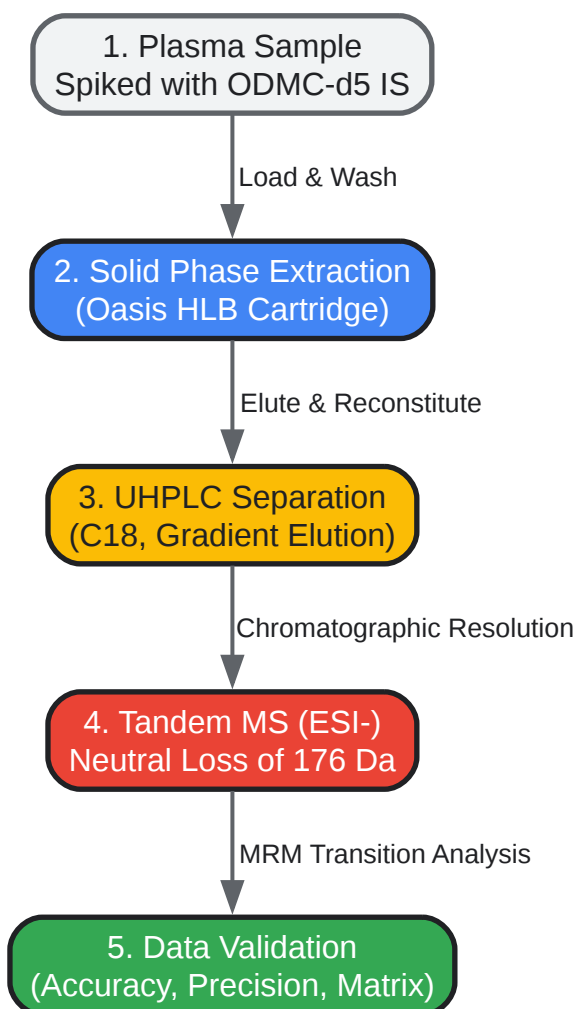 1. Plasma Sample
Spiked with ODMC-d5 IS
Load & Wash
2. Solid Phase Extraction
(Oasis HLB Cartridge)
Elute & Reconstitute
3. UHPLC Separation
(C18, Gradient Elution)
Chromatographic Resolution
4. Tandem MS (ESI-)
Neutral Loss of 176 Da
MRM Transition Analysis
5. Data Validation
(Accuracy, Precision, Matrix)